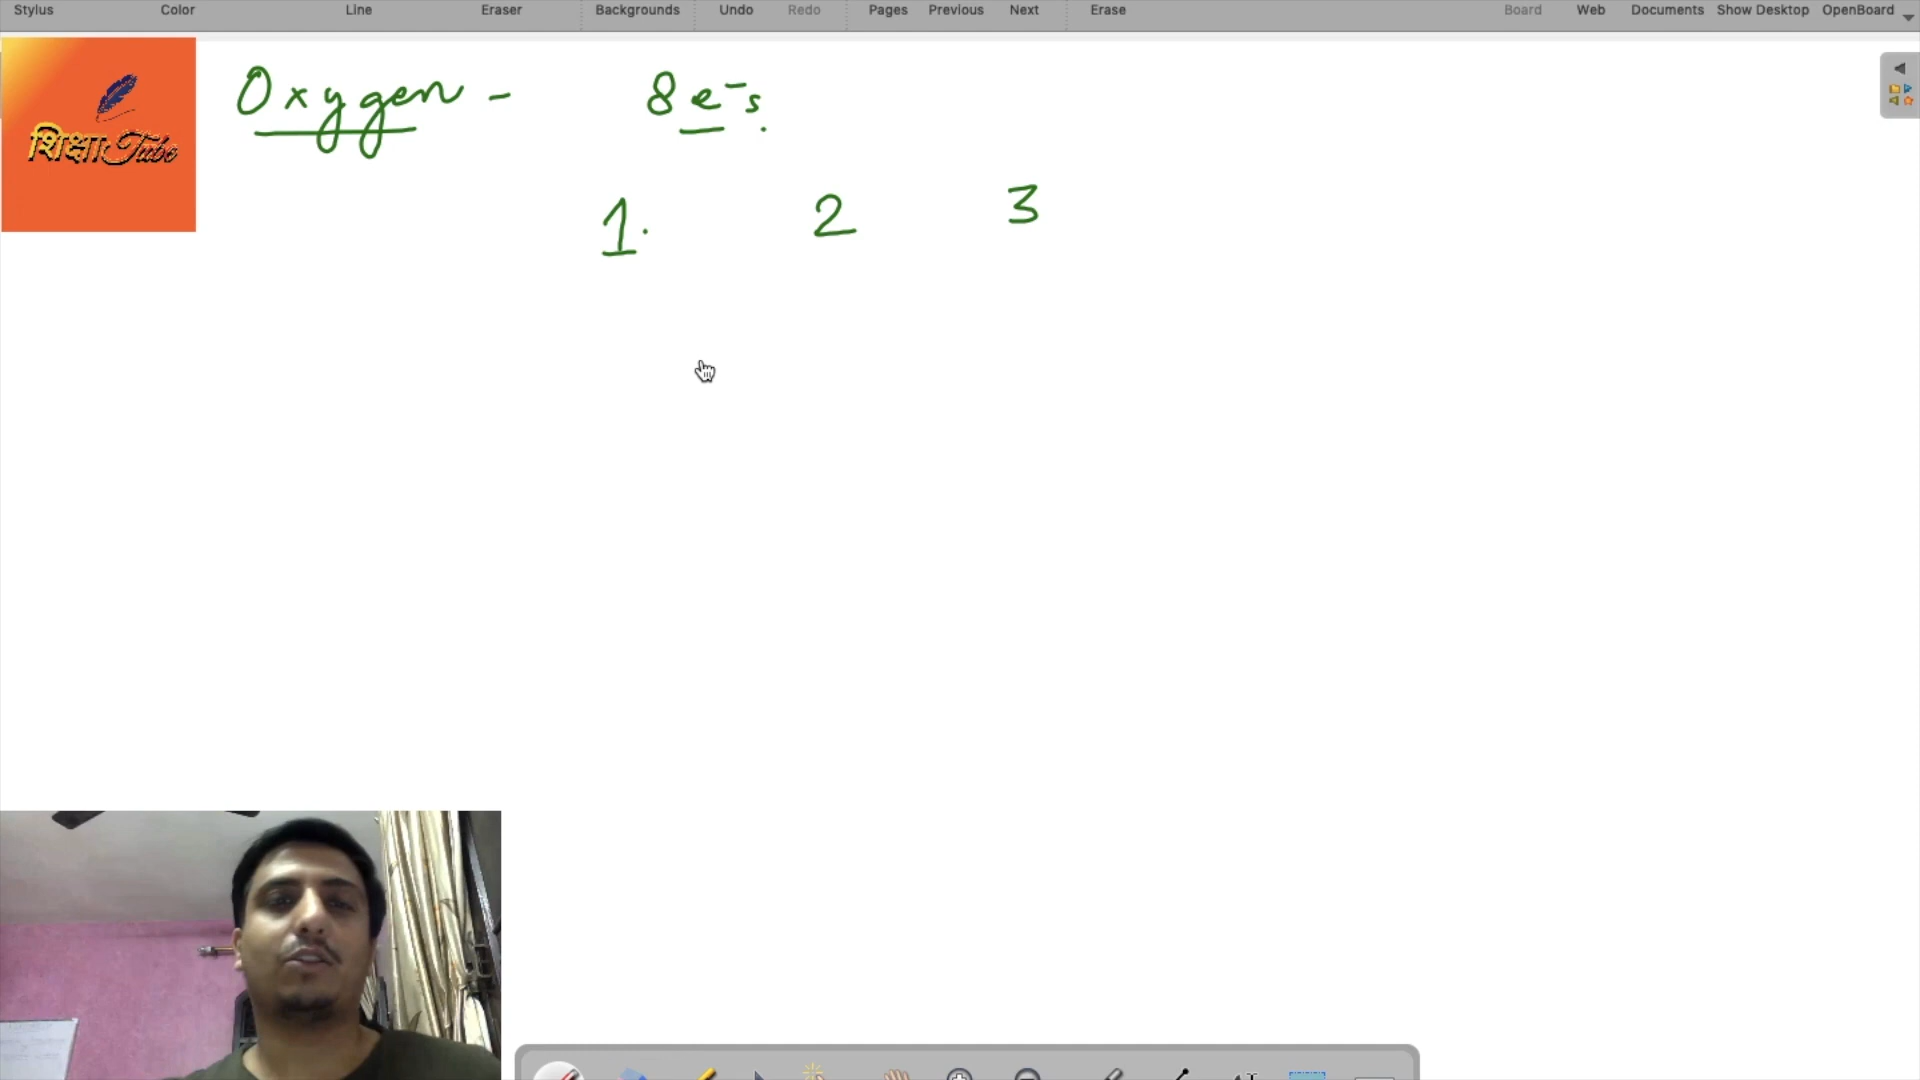 Stylus Color Line Eraser Backgrounds Undo Redo Pages Previous Next Erase Board Web Documents Show Desktop OpenBoard
शिक्षा Tube
Oxygen - 8 e⁻s.
1. 2 3